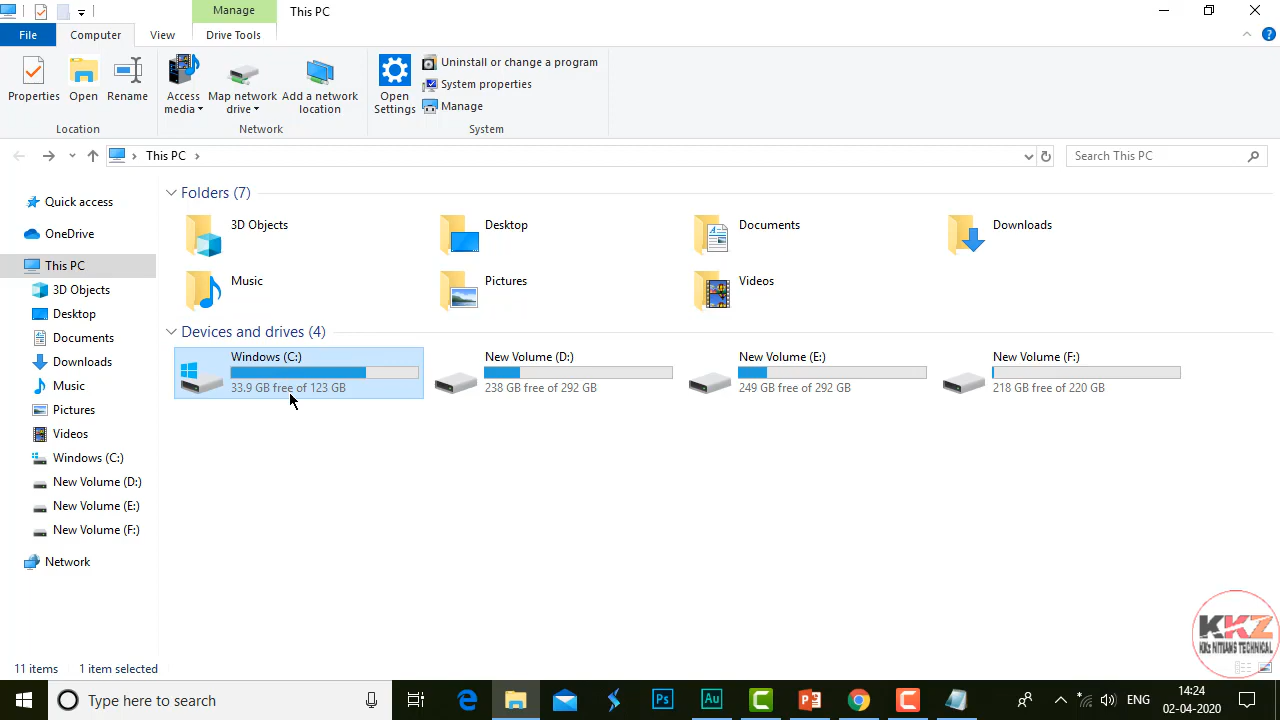 Manage
This PC
File
Computer
View
Drive Tools
Properties
Open
Rename
Access media
Map network drive
Add a network location
Open Settings
Uninstall or change a program
System properties
Manage
Location
Network
System
This PC
Search This PC
Quick access
OneDrive
This PC
3D Objects
Desktop
Documents
Downloads
Music
Pictures
Videos
Windows (C:)
New Volume (D:)
New Volume (E:)
New Volume (F:)
Network
Folders (7)
3D Objects
Desktop
Documents
Downloads
Music
Pictures
Videos
Devices and drives (4)
Windows (C:)
33.9 GB free of 123 GB
New Volume (D:)
238 GB free of 292 GB
New Volume (E:)
249 GB free of 292 GB
New Volume (F:)
218 GB free of 220 GB
KKZ
KKz NITIANS TECHNICAL
11 items
1 item selected
Type here to search
Ps
Au
ENG
14:24
02-04-2020